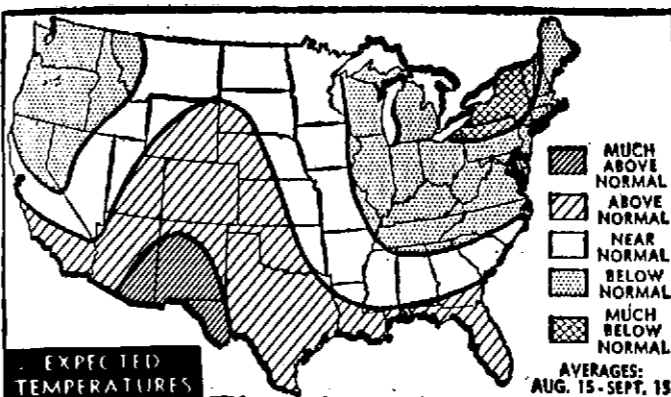 MUCH
ABOVE
NORMAL
ABOVE
NORMAL
NEAR
NORMAL
BELOW
NORMAL
MUCH
BELOW
NORMAL
AVERAGES:
AUG. 15-SEPT. 15
EXPECTED
TEMPERATURES